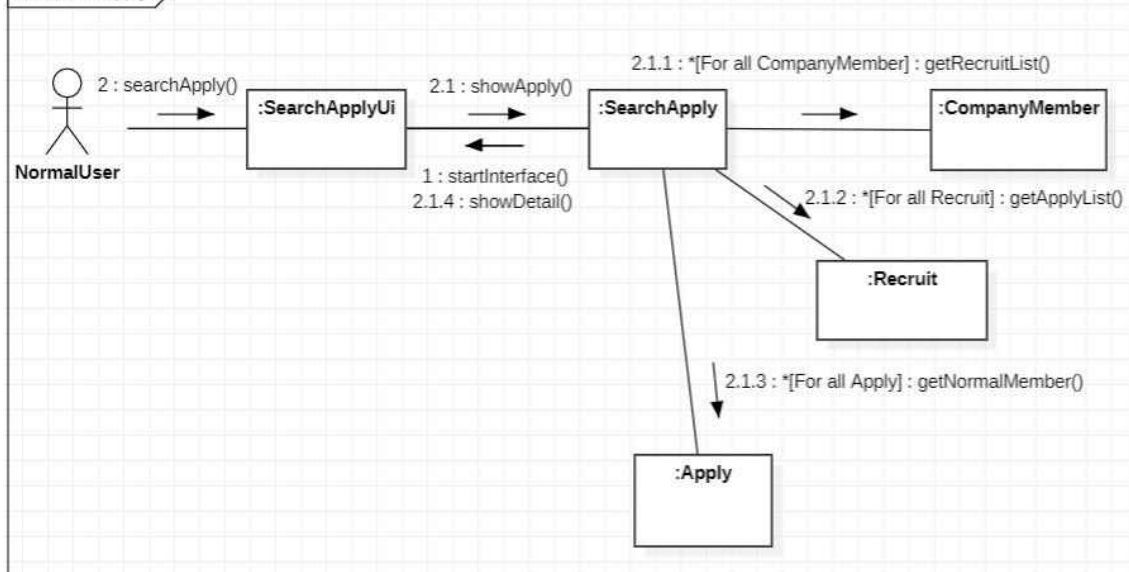 2.1.1 : *[For all CompanyMember] : getRecruitList()
2 : searchApply()
2.1 : showApply()
:SearchApplyUi
:SearchApply
:CompanyMember
NormalUser
1 : startInterface()
2.1.4 : showDetail()
2.1.2 : *[For all Recruit] : getApplyList()
:Recruit
2.1.3 : *[For all Apply] : getNormalMember()
:Apply